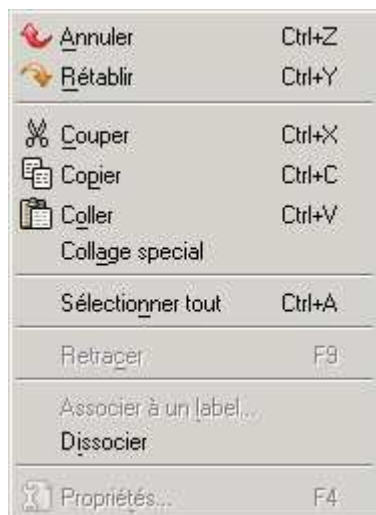 Annuler Ctrl+Z
Rétablir Ctrl+Y
Couper Ctrl+X
Copier Ctrl+C
Coller Ctrl+V
Collage special
Sélectionner tout Ctrl+A
Retracer F9
Associer à un label...
Dissocier
Propriétés... F4